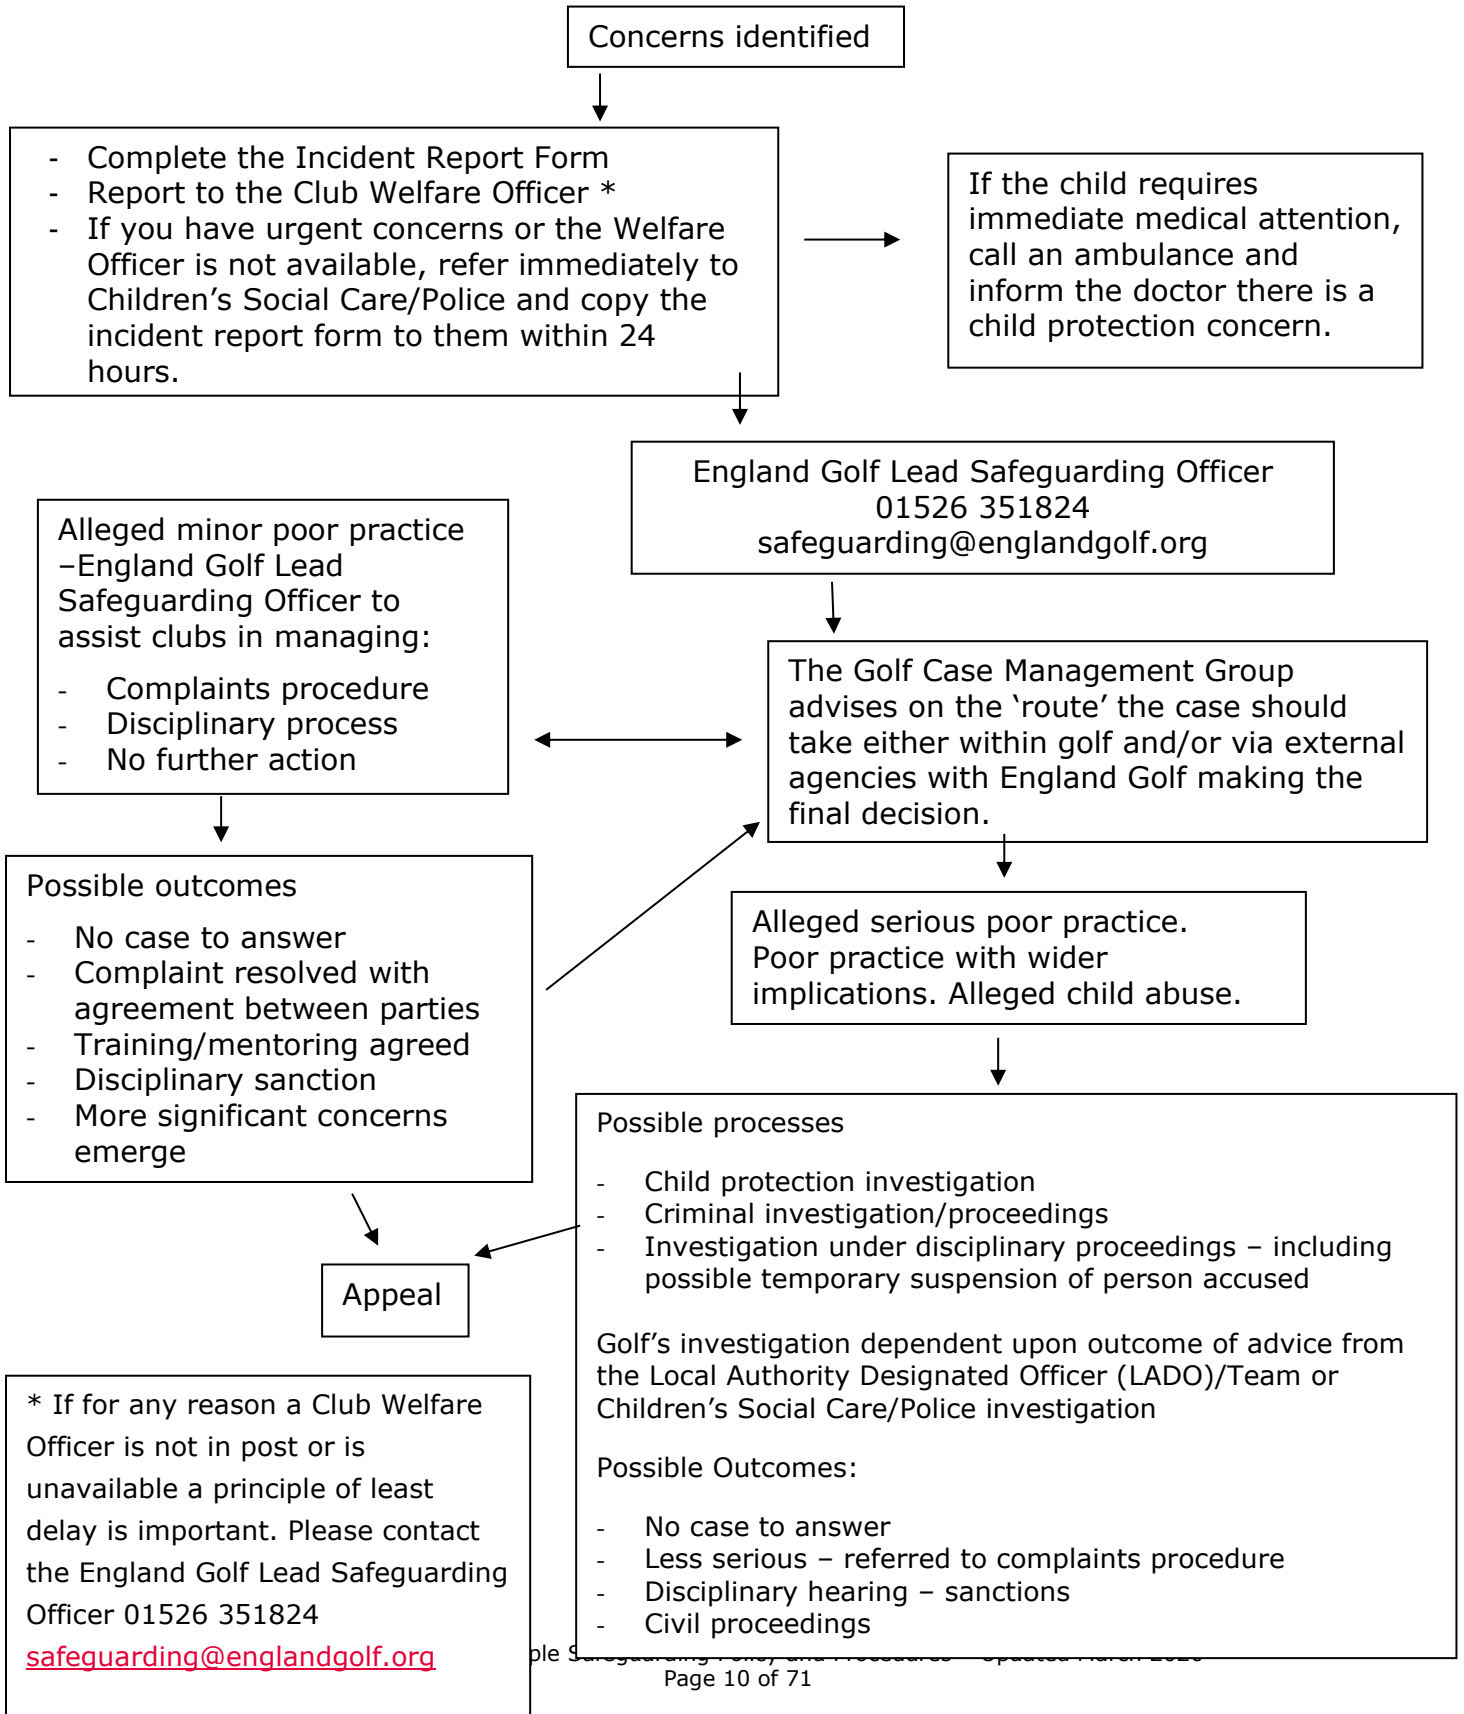 Concerns identified
- Complete the Incident Report Form
- Report to the Club Welfare Officer *
- If you have urgent concerns or the Welfare
Officer is not available, refer immediately to
Children’s Social Care/Police and copy the
incident report form to them within 24
hours.
If the child requires
immediate medical attention,
call an ambulance and
inform the doctor there is a
child protection concern.
England Golf Lead Safeguarding Officer
01526 351824
safeguarding@englandgolf.org
Alleged minor poor practice
–England Golf Lead
Safeguarding Officer to
assist clubs in managing:
- Complaints procedure
- Disciplinary process
- No further action
The Golf Case Management Group
advises on the ‘route’ the case should
take either within golf and/or via external
agencies with England Golf making the
final decision.
Possible outcomes
- No case to answer
- Complaint resolved with
agreement between parties
- Training/mentoring agreed
- Disciplinary sanction
- More significant concerns
emerge
Alleged serious poor practice.
Poor practice with wider
implications. Alleged child abuse.
Possible processes
- Child protection investigation
- Criminal investigation/proceedings
- Investigation under disciplinary proceedings – including
possible temporary suspension of person accused
Golf’s investigation dependent upon outcome of advice from
the Local Authority Designated Officer (LADO)/Team or
Children’s Social Care/Police investigation
Possible Outcomes:
- No case to answer
- Less serious – referred to complaints procedure
- Disciplinary hearing – sanctions
- Civil proceedings
Appeal
* If for any reason a Club Welfare
Officer is not in post or is
unavailable a principle of least
delay is important. Please contact
the England Golf Lead Safeguarding
Officer 01526 351824
safeguarding@englandgolf.org
Safeguarding Policy and Procedures – Updated March
Page 10 of 71